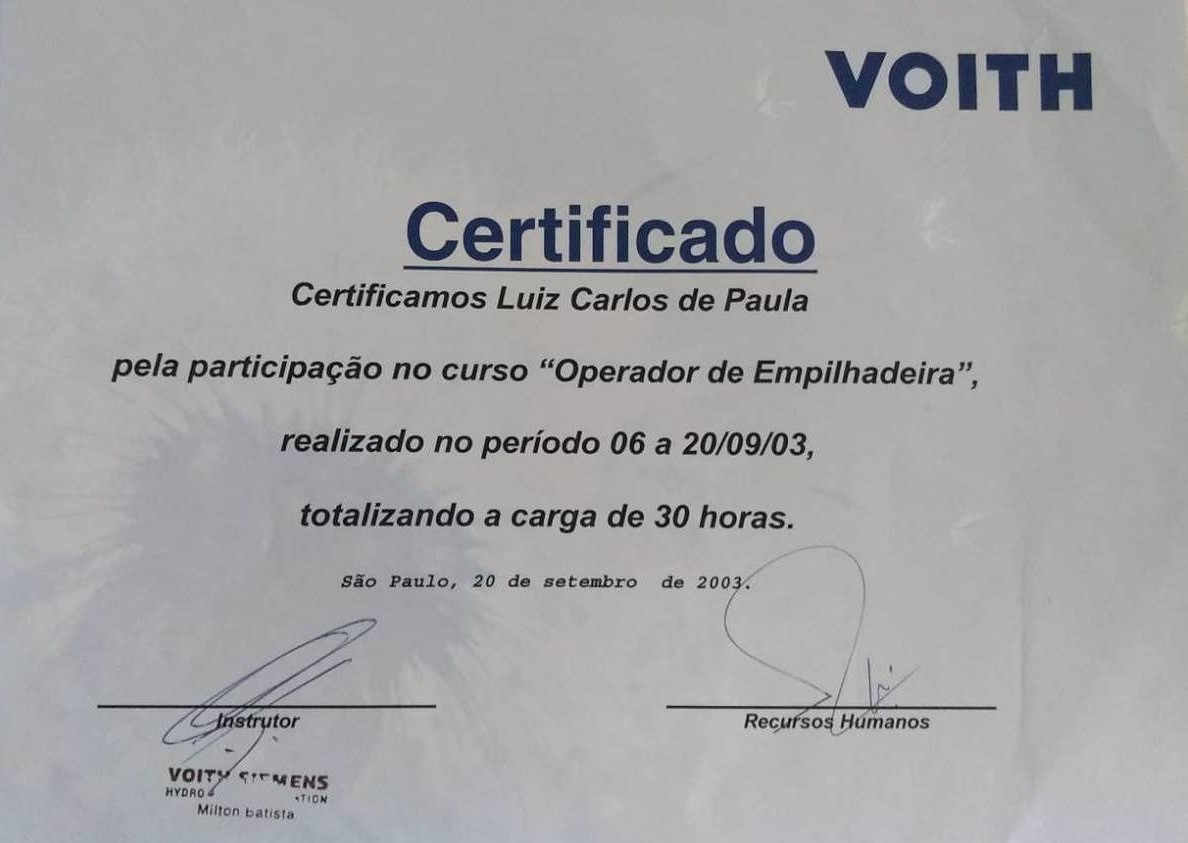 VOITH
Certificado
Certificamos Luiz Carlos de Paula
pela participação no curso “Operador de Empilhadeira”,
realizado no período 06 a 20/09/03,
totalizando a carga de 30 horas.
São Paulo, 20 de setembro de 2003.
Instrutor
Recursos Humanos
VOITH SIEMENS
HYDRO
Milton Batista